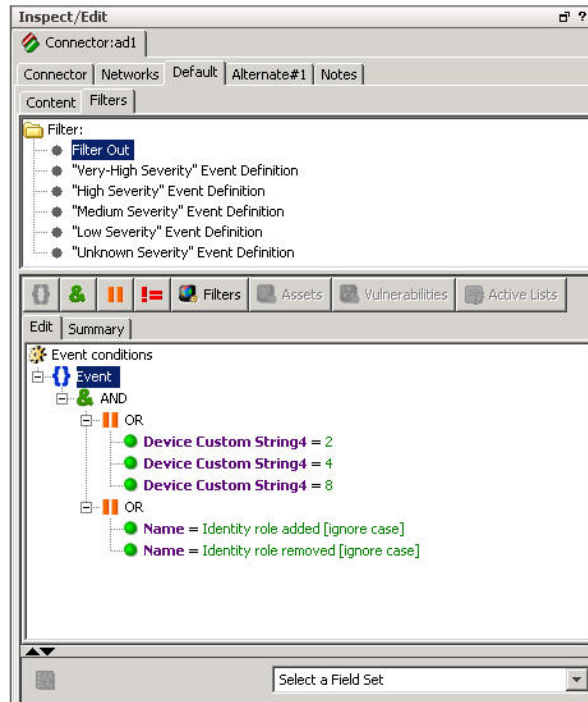 Inspect/Edit ?
Connector:ad1
Connector Networks Default Alternate#1 Notes
Content Filters
Filter:
Filter Out
"Very-High Severity" Event Definition
"High Severity" Event Definition
"Medium Severity" Event Definition
"Low Severity" Event Definition
"Unknown Severity" Event Definition
{} & != Filters Assets Vulnerabilities Active Lists
Edit Summary
Event conditions
{} Event
& AND
OR
Device Custom String4 = 2
Device Custom String4 = 4
Device Custom String4 = 8
OR
Name = Identity role added [ignore case]
Name = Identity role removed [ignore case]
Select a Field Set